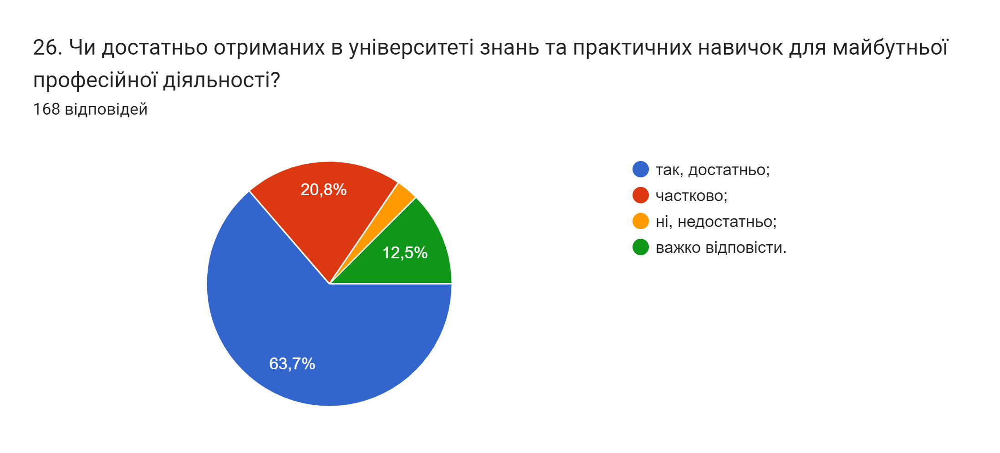 26. Чи достатньо отриманих в університеті знань та практичних навичок для майбутньої
професійної діяльності?
168 відповідей
20,8%
12,5%
63,7%
так, достатньо;
частково;
ні, недостатньо;
важко відповісти.